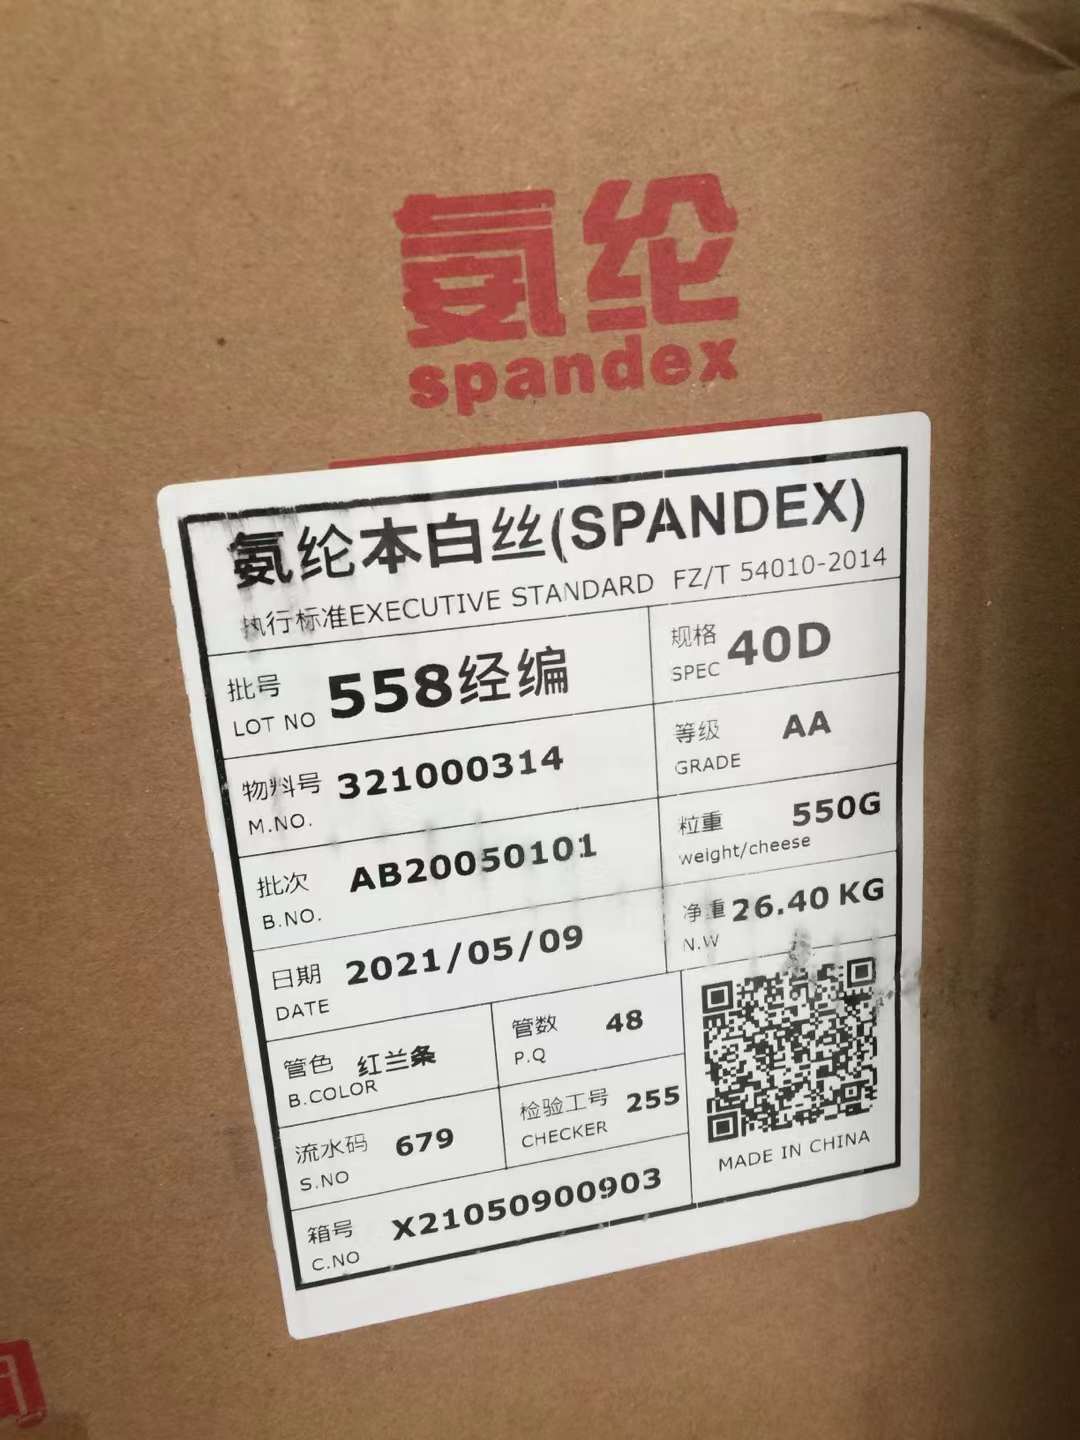 氨纶
spandex
氨纶本白丝(SPANDEX)
执行标准EXECUTIVE STANDARD FZ/T 54010-2014
批号 LOT NO 558经编
规格 SPEC 40D
物料号 M.NO. 321000314
等级 GRADE AA
批次 B.NO. AB20050101
粒重 weight/cheese 550G
日期 DATE 2021/05/09
净重 N.W 26.40 KG
管色 B.COLOR 红兰条
管数 P.Q 48
流水码 S.NO 679
检验工号 CHECKER 255
箱号 C.NO X21050900903
MADE IN CHINA